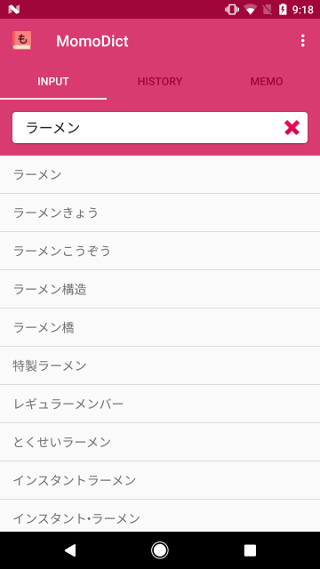 9:18
も
MomoDict
INPUT HISTORY MEMO
ラーメン
ラーメン
ラーメンきょう
ラーメンこうぞう
ラーメン構造
ラーメン橋
特製ラーメン
レギュラーメンバー
とくせいラーメン
インスタントラーメン
インスタント・ラーメン